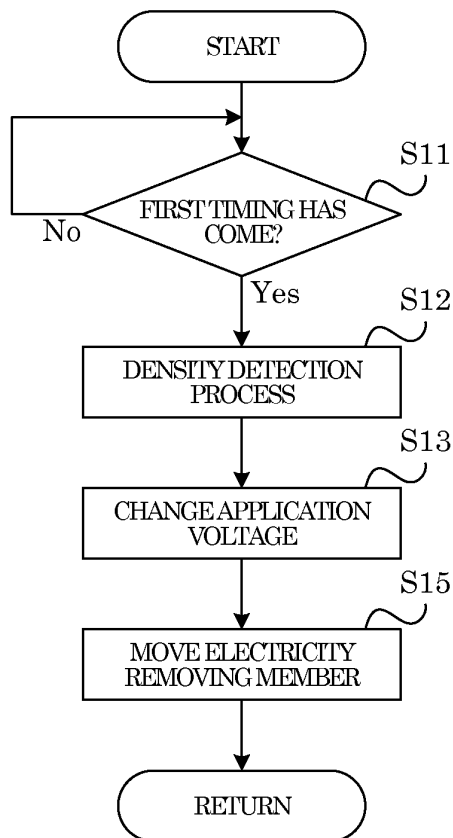 START
S11
FIRST TIMING HAS
COME?
No
Yes
S12
DENSITY DETECTION
PROCESS
S13
CHANGE APPLICATION
VOLTAGE
S15
MOVE ELECTRICITY
REMOVING MEMBER
RETURN